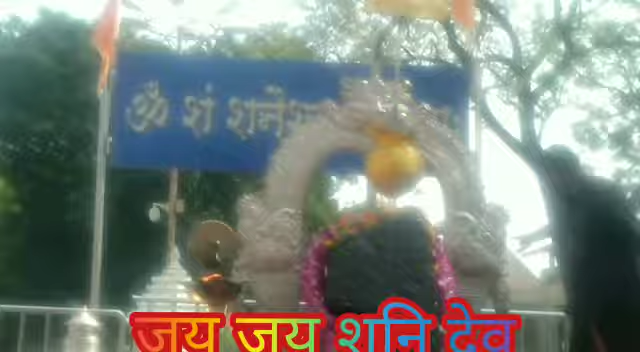 ॐ शं
जय जय शनि देव